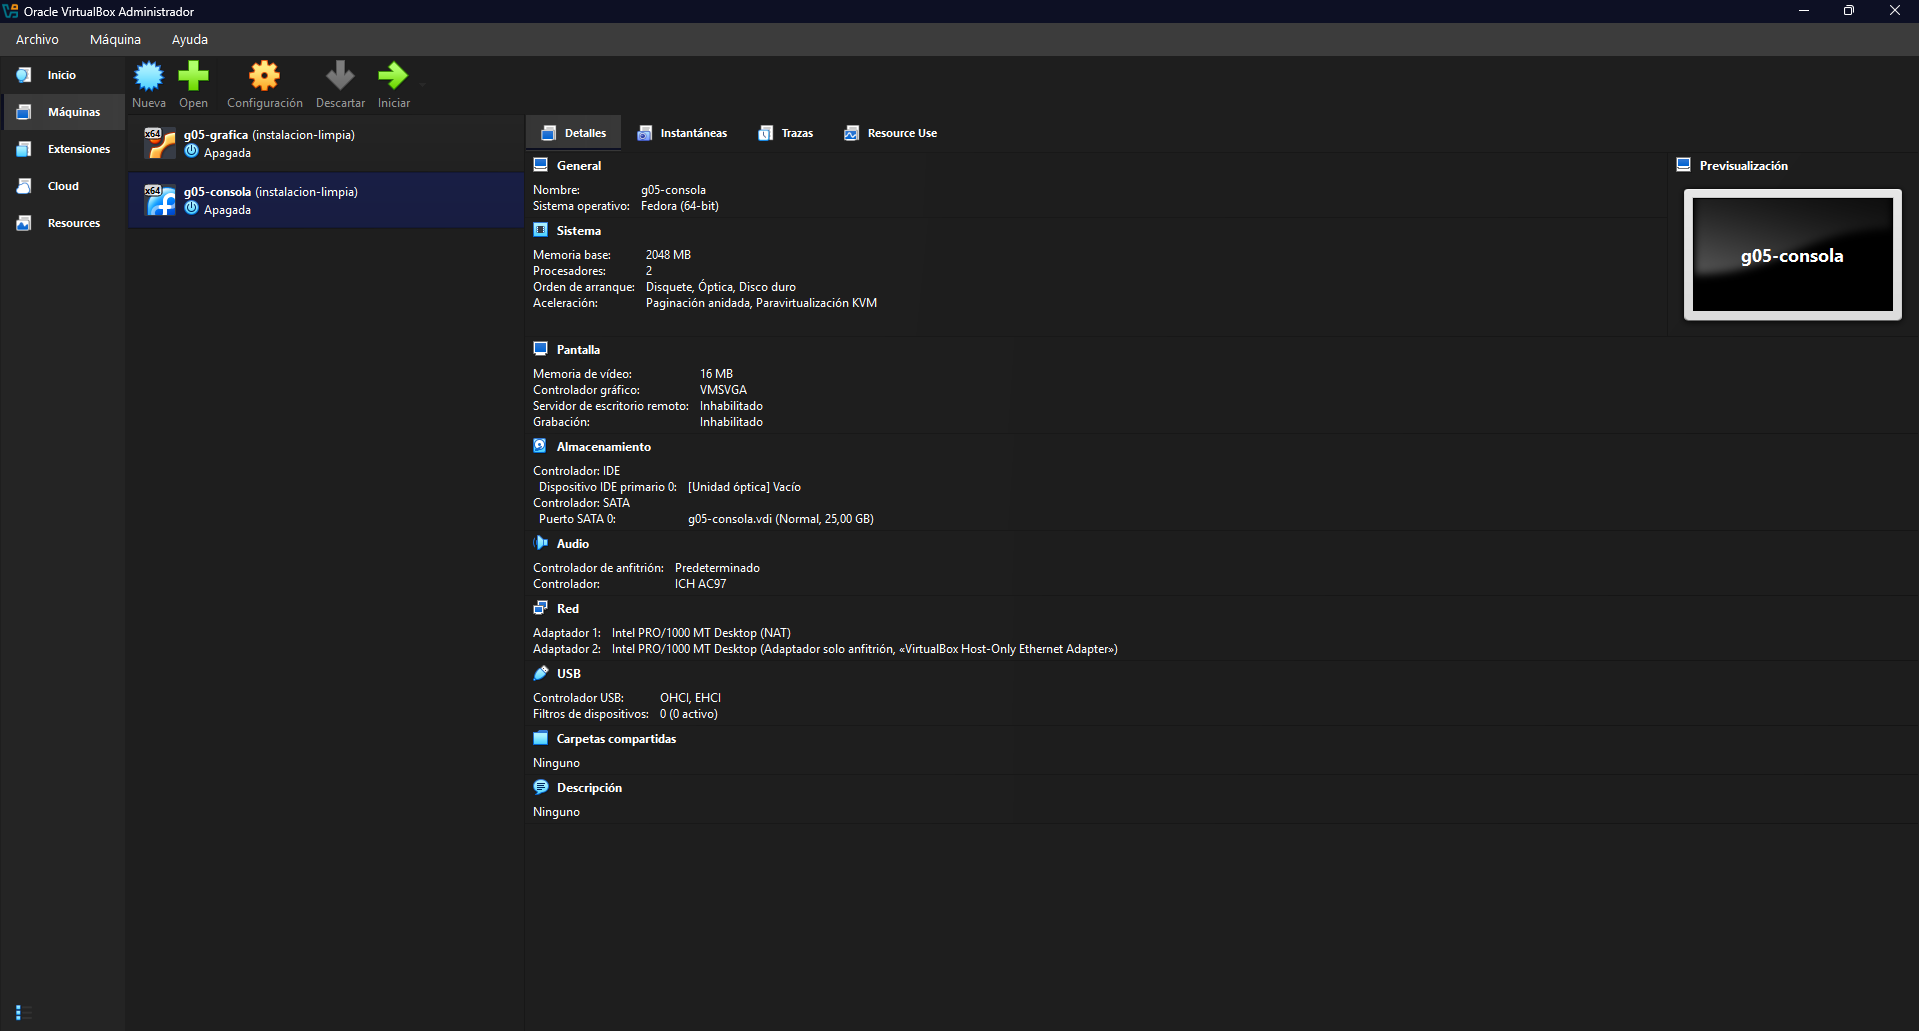 Oracle VirtualBox Administrador
Archivo Máquina Ayuda
Inicio
Máquinas
Extensiones
Cloud
Resources
Nueva Open Configuración Descartar Iniciar
x64
g05-grafica (instalacion-limpia)
Apagada
x64
g05-consola (instalacion-limpia)
Apagada
Detalles Instantáneas Trazas Resource Use
General
Nombre: g05-consola
Sistema operativo: Fedora (64-bit)
Sistema
Memoria base: 2048 MB
Procesadores: 2
Orden de arranque: Disquete, Óptica, Disco duro
Aceleración: Paginación anidada, Paravirtualización KVM
Previsualización
g05-consola
Pantalla
Memoria de vídeo: 16 MB
Controlador gráfico: VMSVGA
Servidor de escritorio remoto: Inhabilitado
Grabación: Inhabilitado
Almacenamiento
Controlador: IDE
Dispositivo IDE primario 0: [Unidad óptica] Vacío
Controlador: SATA
Puerto SATA 0: g05-consola.vdi (Normal, 25,00 GB)
Audio
Controlador de anfitrión: Predeterminado
Controlador: ICH AC97
Red
Adaptador 1: Intel PRO/1000 MT Desktop (NAT)
Adaptador 2: Intel PRO/1000 MT Desktop (Adaptador solo anfitrión, «VirtualBox Host-Only Ethernet Adapter»)
USB
Controlador USB: OHCI, EHCI
Filtros de dispositivos: 0 (0 activo)
Carpetas compartidas
Ninguno
Descripción
Ninguno